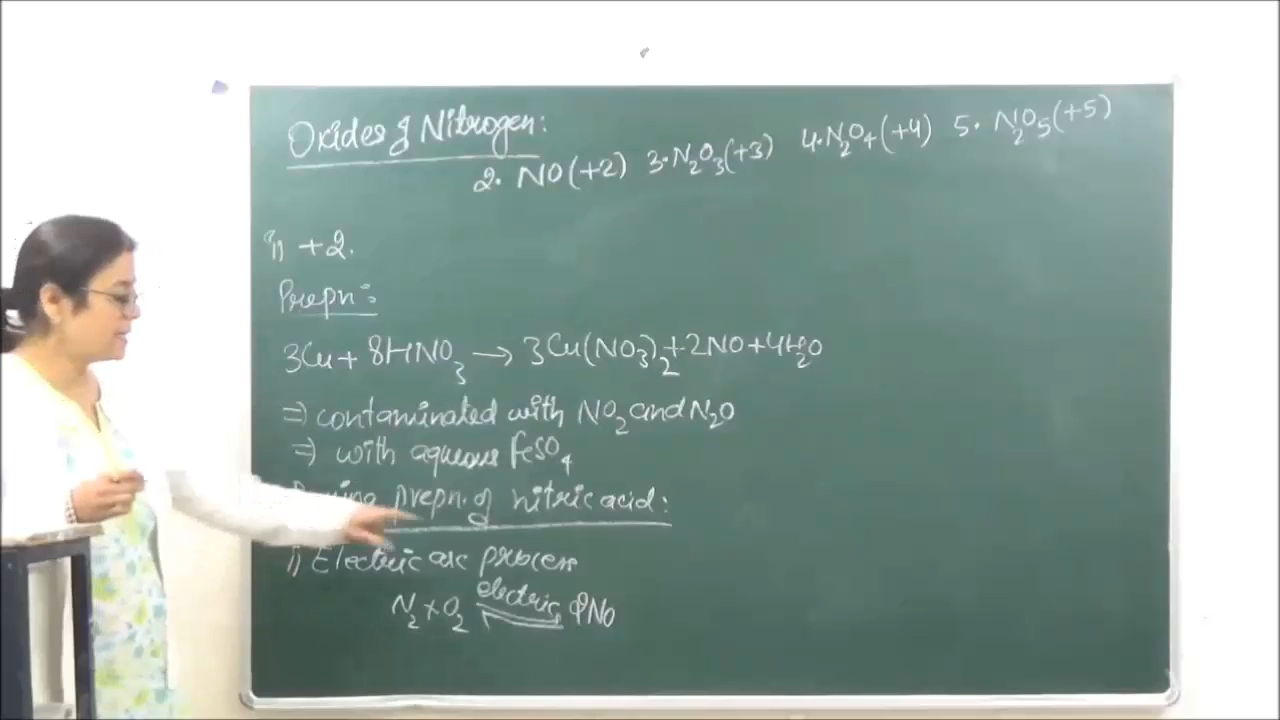 Oxides of Nitrogen:
2. NO(+2) 3. N₂O₃(+3) 4. N₂O₄(+4) 5. N₂O₅(+5)
i) +2.
Prepn:
3Cu + 8HNO₃ → 3Cu(NO₃)₂ + 2NO + 4H₂O
⇒ contaminated with NO₂ and N₂O
⇒ with aqueous FeSO₄
prepn. of nitric acid:
i) Electric arc process
N₂ + O₂ ⇌ electric 2NO